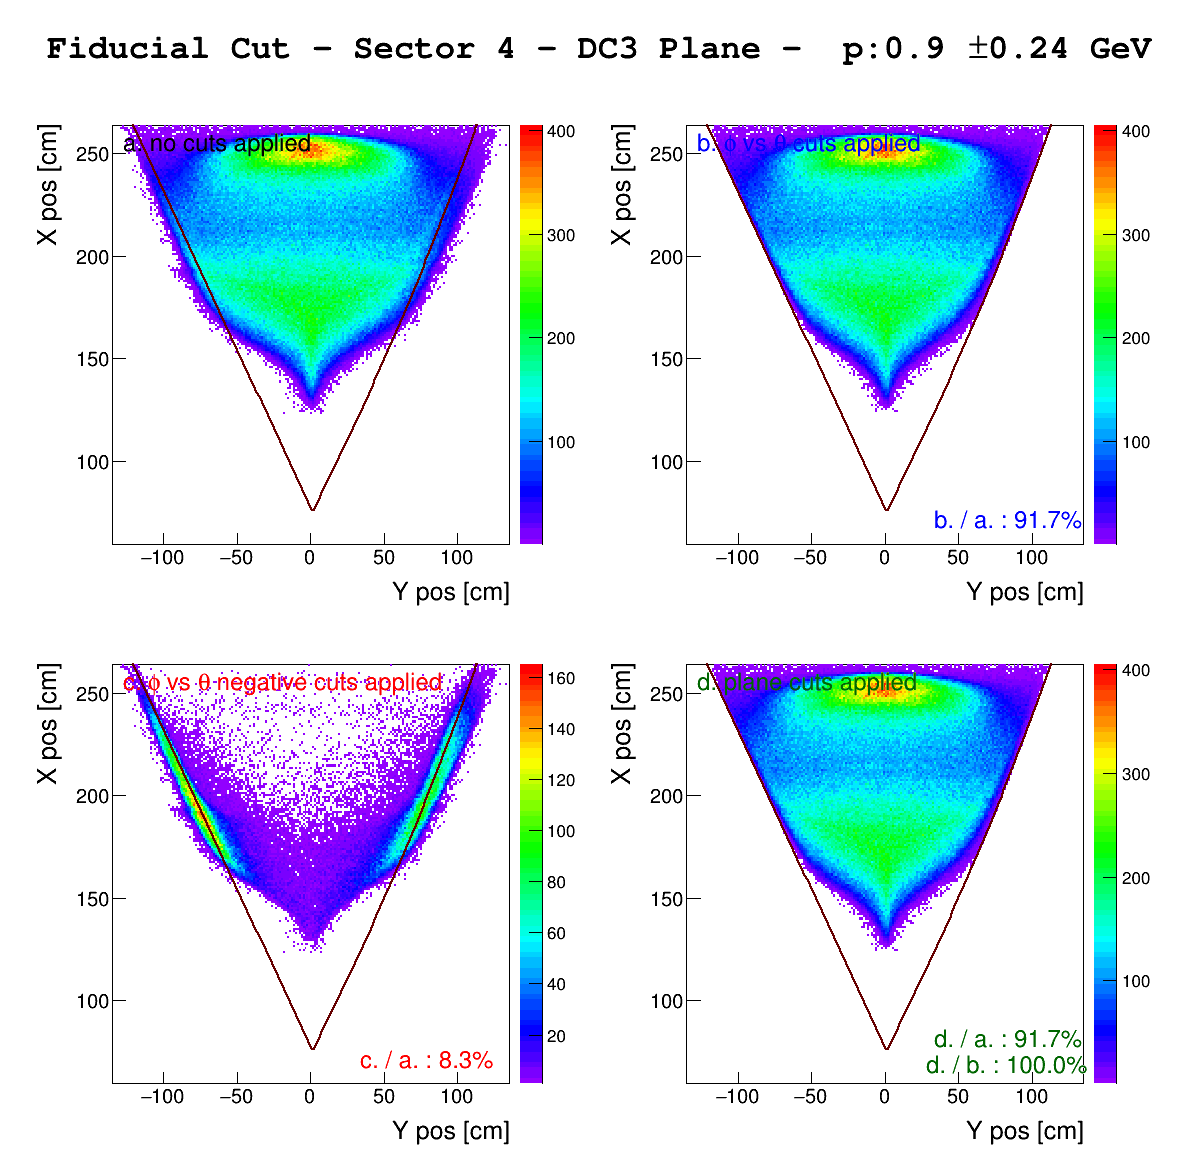 Fiducial Cut – Sector 4 – DC3 Plane – p:0.9 ±0.24 GeV
a. no cuts applied
X pos [cm]
250
200
150
100
−100 −50 0 50 100
Y pos [cm]
400
300
200
100
b. ϕ vs θ cuts applied
X pos [cm]
250
200
150
100
b. / a. : 91.7%
−100 −50 0 50 100
Y pos [cm]
400
300
200
100
c. ϕ vs θ negative cuts applied
X pos [cm]
250
200
150
100
c. / a. : 8.3%
−100 −50 0 50 100
Y pos [cm]
160
140
120
100
80
60
40
20
d. plane cuts applied
X pos [cm]
250
200
150
100
d. / a. : 91.7%
d. / b. : 100.0%
−100 −50 0 50 100
Y pos [cm]
400
300
200
100